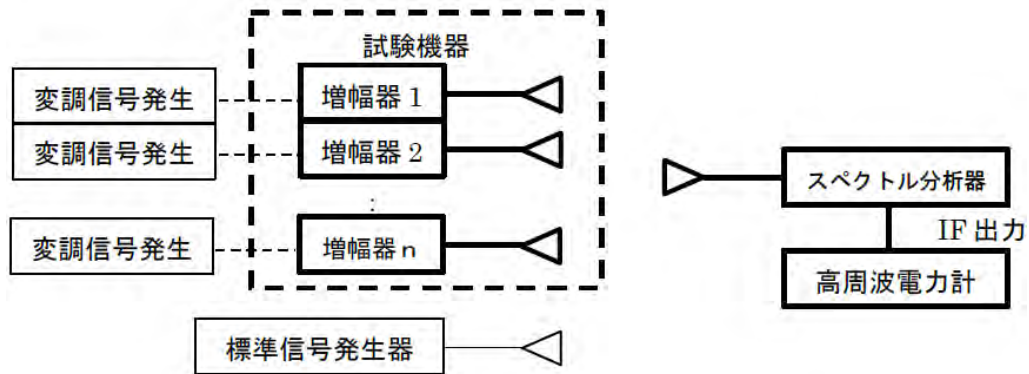 試験機器
変調信号発生
増幅器 1
変調信号発生
増幅器 2
:
変調信号発生
増幅器 n
標準信号発生器
スペクトル分析器
IF 出力
高周波電力計